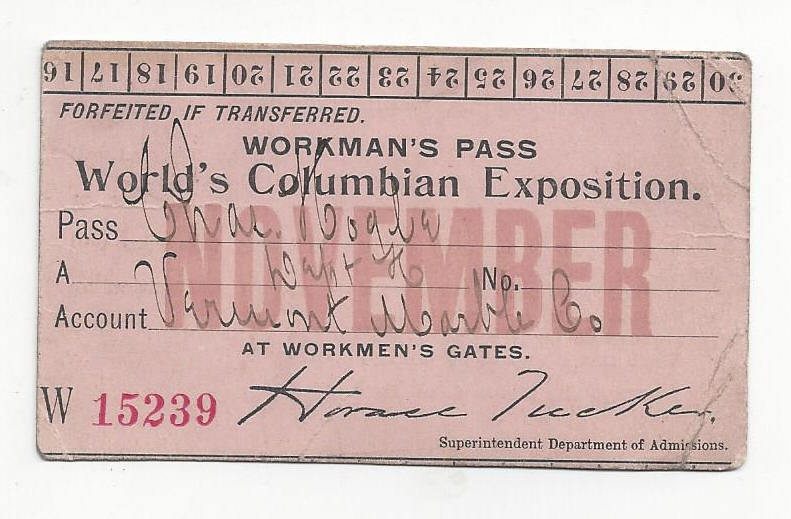 16 17 18 19 20 21 22 23 24 25 26 27 28 29 30
FORFEITED IF TRANSFERRED.
WORKMAN'S PASS
World's Columbian Exposition.
NOVEMBER
Pass Chas.
A Dept H No.
Account Vermont Marble Co
AT WORKMEN'S GATES.
W 15239 Horace Tucker.
Superintendent Department of Admissions.